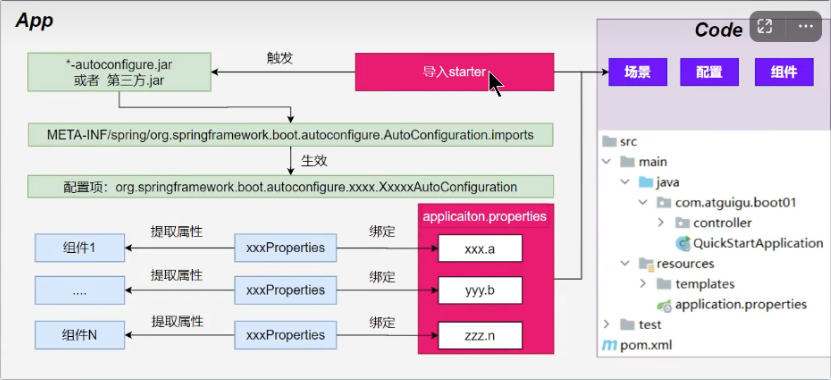 App
Code
*-autoconfigure.jar
或者 第三方.jar
触发
导入starter
场景
配置
组件
META-INF/spring/org.springframework.boot.autoconfigure.AutoConfiguration.imports
生效
配置项：org.springframework.boot.autoconfigure.xxxx.XxxxxAutoConfiguration
applicaiton.properties
组件1
提取属性
xxxProperties
绑定
xxx.a
....
提取属性
xxxProperties
绑定
yyy.b
组件N
提取属性
xxxProperties
绑定
zzz.n
src
main
java
com.atguigu.boot01
controller
QuickStartApplication
resources
templates
application.properties
test
pom.xml